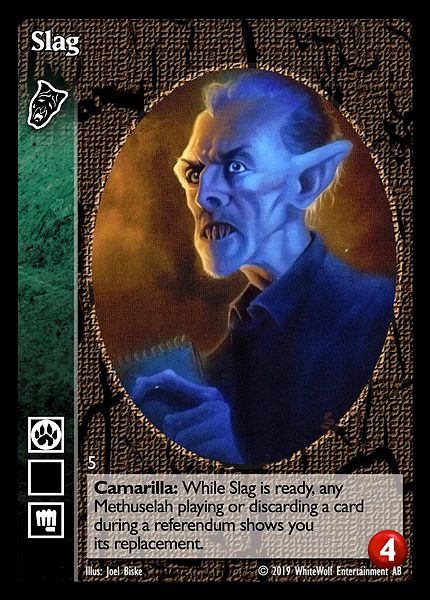 Slag
5
Camarilla: While Slag is ready, any
Methuselah playing or discarding a card
during a referendum shows you
its replacement.
4
Illus: Joel Biske © 2019 WhiteWolf Entertainment AB